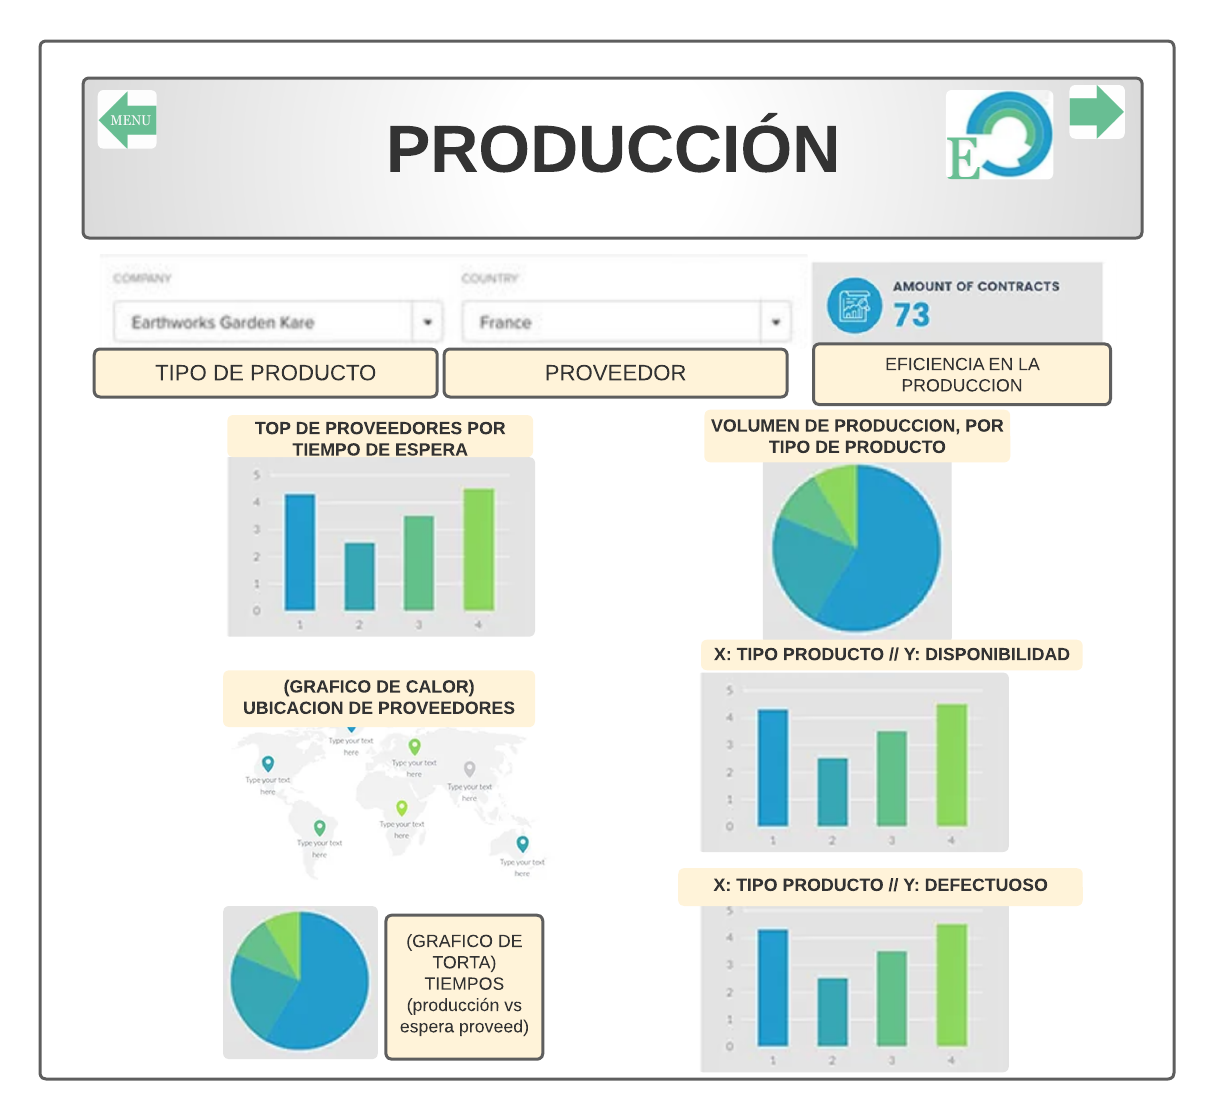 MENU
PRODUCCIÓN
E
COMPANY
COUNTRY
Earthworks Garden Kare
France
AMOUNT OF CONTRACTS
73
TIPO DE PRODUCTO
PROVEEDOR
EFICIENCIA EN LA
PRODUCCION
TOP DE PROVEEDORES POR
TIEMPO DE ESPERA
5
4
3
2
1
0
1 2 3 4
VOLUMEN DE PRODUCCION, POR
TIPO DE PRODUCTO
(GRAFICO DE CALOR)
UBICACION DE PROVEEDORES
Type your text
here
Type your text
here
Type your text
here
Type your text
here
Type your text
here
Type your text
here
Type your text
here
X: TIPO PRODUCTO // Y: DISPONIBILIDAD
5
4
3
2
1
0
1 2 3 4
(GRAFICO DE
TORTA)
TIEMPOS
(producción vs
espera proveed)
X: TIPO PRODUCTO // Y: DEFECTUOSO
5
4
3
2
1
0
1 2 3 4